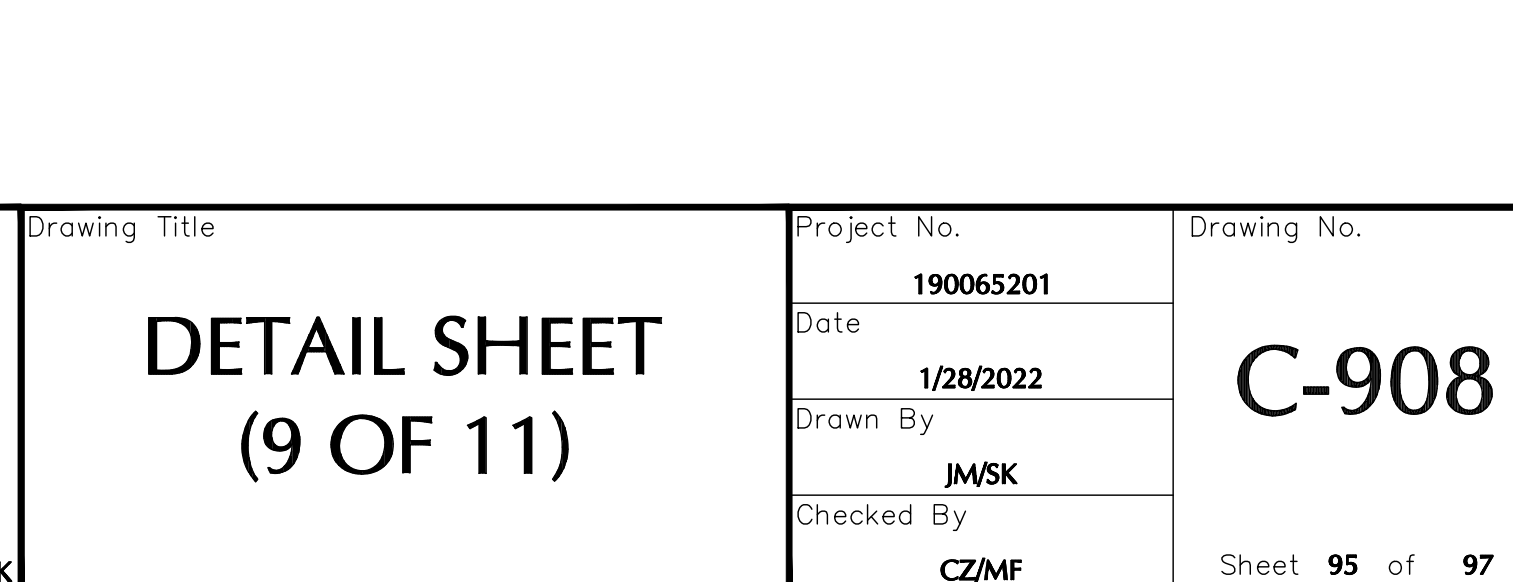 Drawing Title
DETAIL SHEET
(9 OF 11)
Project No.
190065201
Date
1/28/2022
Drawn By
JM/SK
Checked By
CZ/MF
Drawing No.
C-908
Sheet 95 of 97